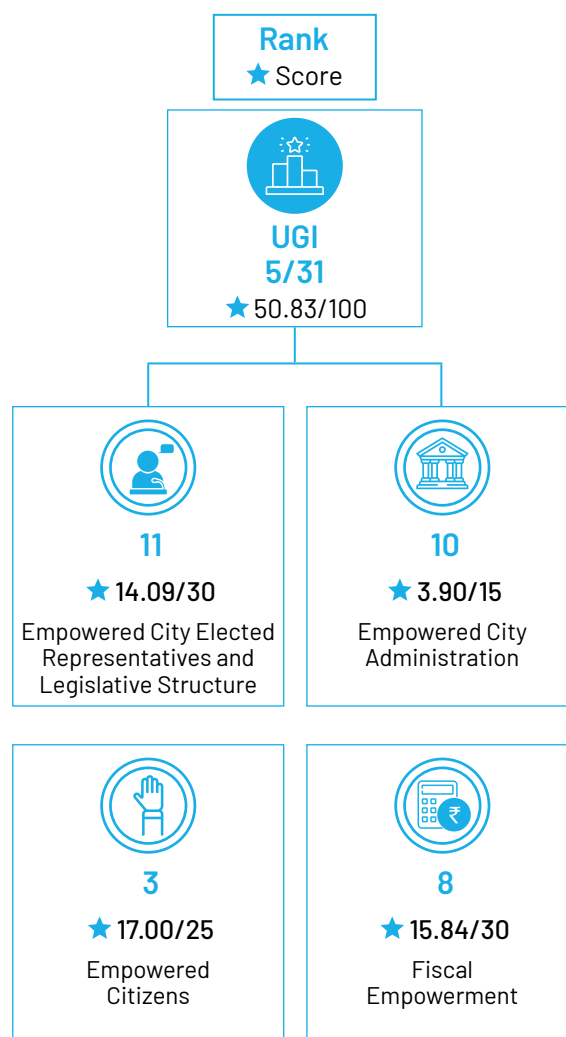 Rank
Score
UGI
5/31
50.83/100
11
14.09/30
Empowered City Elected
Representatives and
Legislative Structure
10
3.90/15
Empowered City
Administration
3
17.00/25
Empowered
Citizens
₹
8
15.84/30
Fiscal
Empowerment